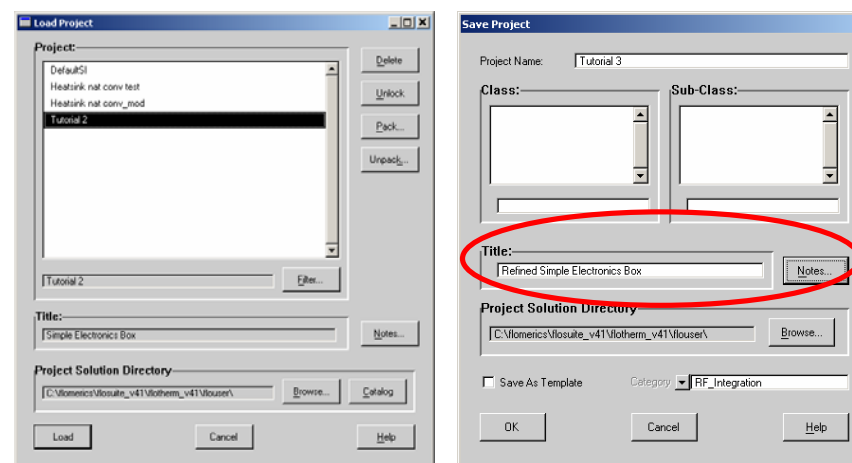 Load Project
Project:
DefaultSI
Heatsink nat conv test
Heatsink nat conv_mod
Tutorial 2
Delete
Unlock
Pack...
Unpack...
Tutorial 2
Filter...
Title:
Simple Electronics Box
Notes...
Project Solution Directory
C:\flomerics\flosuite_v41\flotherm_v41\flouser\
Browse...
Catalog
Load
Cancel
Help
Save Project
Project Name:
Tutorial 3
Class:
Sub-Class:
Title:
Refined Simple Electronics Box
Notes...
Project Solution Directory
C:\flomerics\flosuite_v41\flotherm_v41\flouser\
Browse...
Save As Template
Category
RF_Integration
OK
Cancel
Help